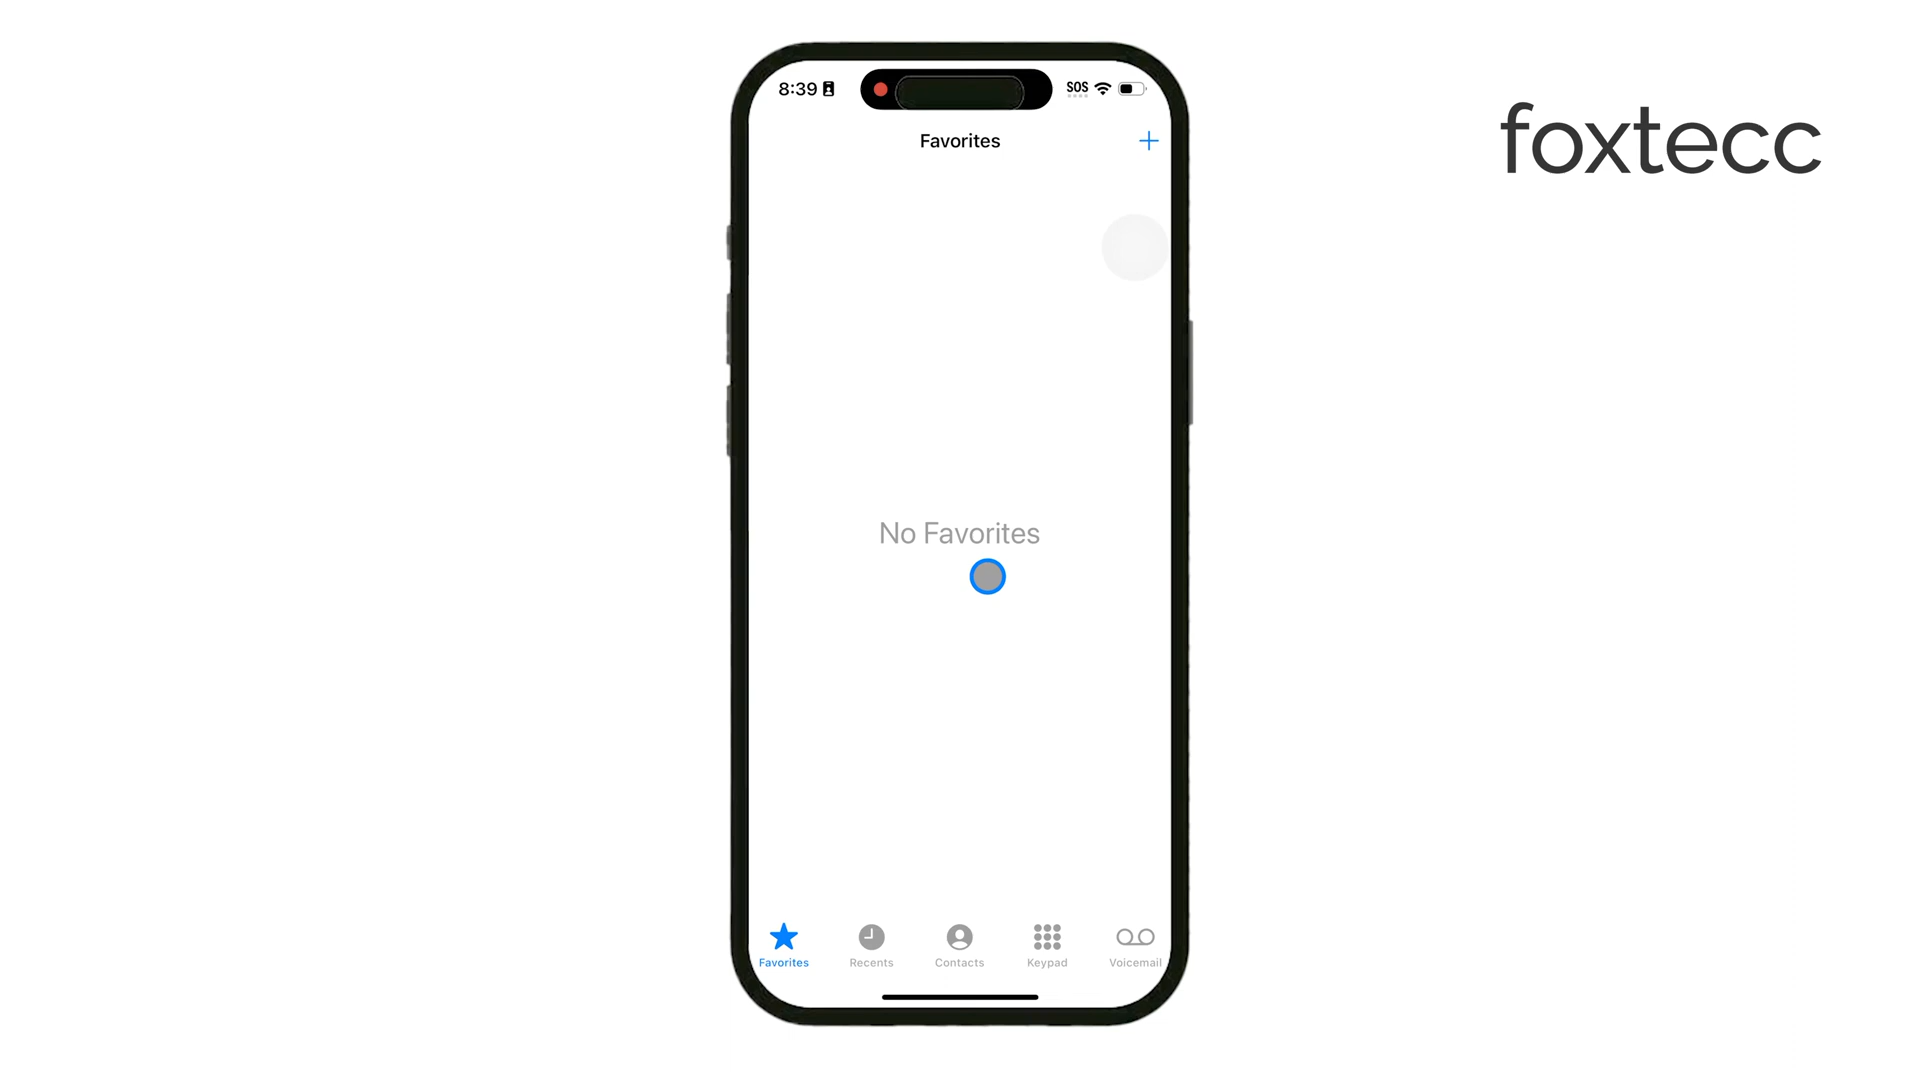 8:39
SOS
foxtecc
Favorites
No Favorites
Favorites
Recents
Contacts
Keypad
Voicemail